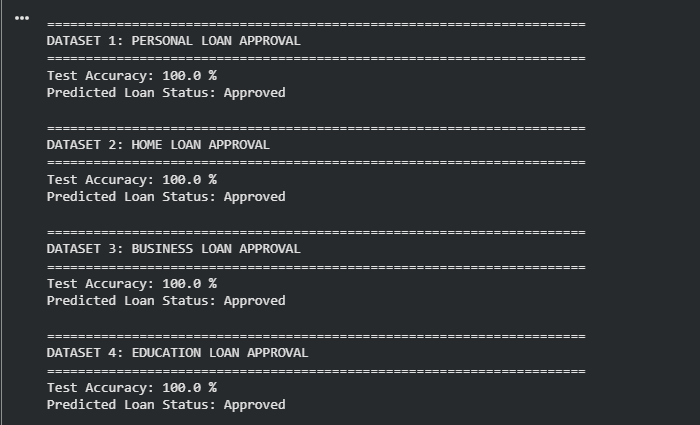 •••
======================================================================
DATASET 1: PERSONAL LOAN APPROVAL
======================================================================
Test Accuracy: 100.0 %
Predicted Loan Status: Approved
======================================================================
DATASET 2: HOME LOAN APPROVAL
======================================================================
Test Accuracy: 100.0 %
Predicted Loan Status: Approved
======================================================================
DATASET 3: BUSINESS LOAN APPROVAL
======================================================================
Test Accuracy: 100.0 %
Predicted Loan Status: Approved
======================================================================
DATASET 4: EDUCATION LOAN APPROVAL
======================================================================
Test Accuracy: 100.0 %
Predicted Loan Status: Approved